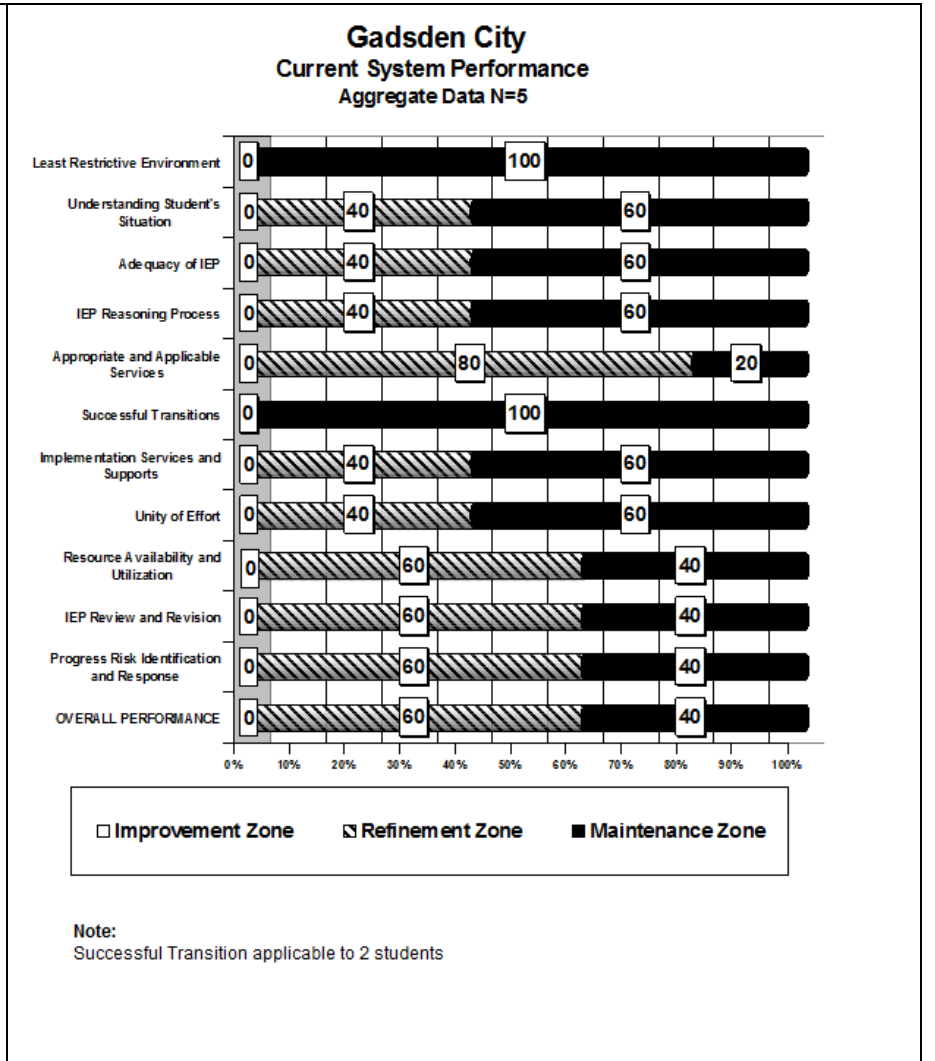 Gadsden City
Current System Performance
Aggregate Data N=5
Least Restrictive Environment
0
100
Understanding Student's
Situation
0
40
60
Adequacy of IEP
0
40
60
IEP Reasoning Process
0
40
60
Appropriate and Applicable
Services
0
80
20
Successful Transitions
0
100
Implementation Services and
Supports
0
40
60
Unity of Effort
0
40
60
Resource Availability and
Utilization
0
60
40
IEP Review and Revision
0
60
40
Progress Risk Identification
and Response
0
60
40
OVERALL PERFORMANCE
0
60
40
0% 10% 20% 30% 40% 50% 60% 70% 80% 90% 100%
Improvement Zone Refinement Zone Maintenance Zone
Note:
Successful Transition applicable to 2 students